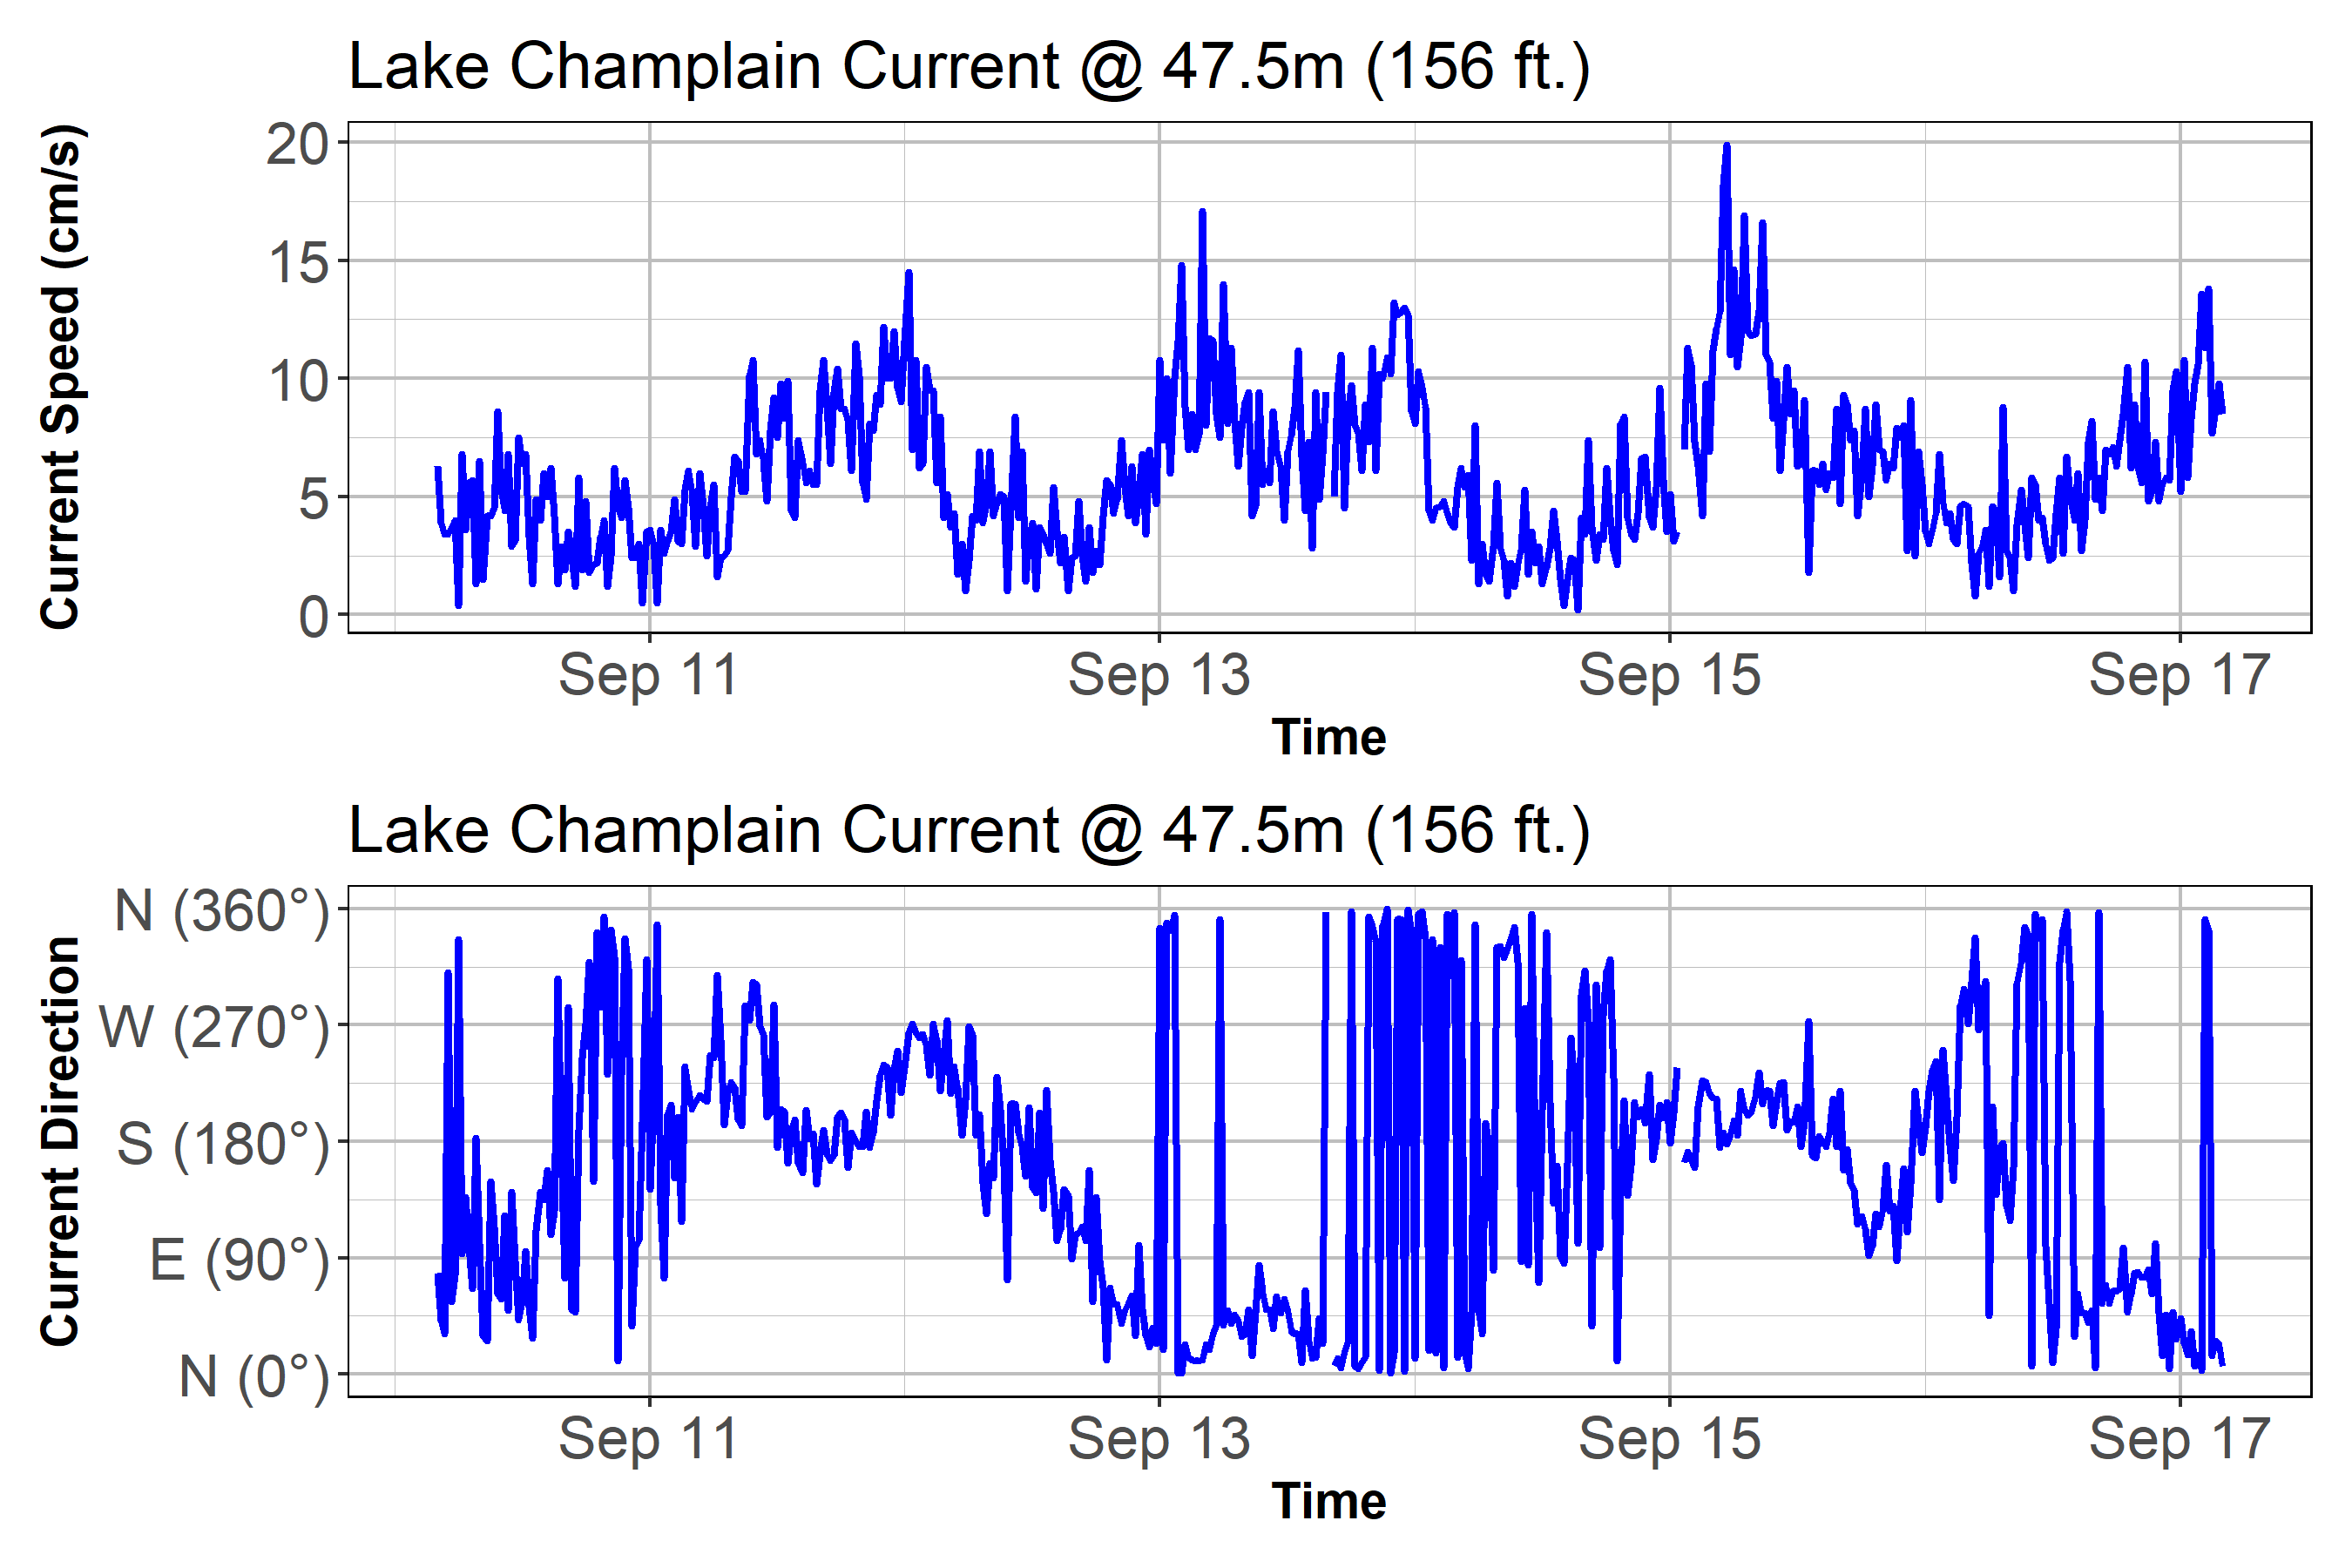 Lake Champlain Current @ 47.5m (156 ft.)
Current Speed (cm/s)
20
15
10
5
0
Sep 11 Sep 13 Sep 15 Sep 17
Time
Lake Champlain Current @ 47.5m (156 ft.)
Current Direction
N (360°)
W (270°)
S (180°)
E (90°)
N (0°)
Sep 11 Sep 13 Sep 15 Sep 17
Time